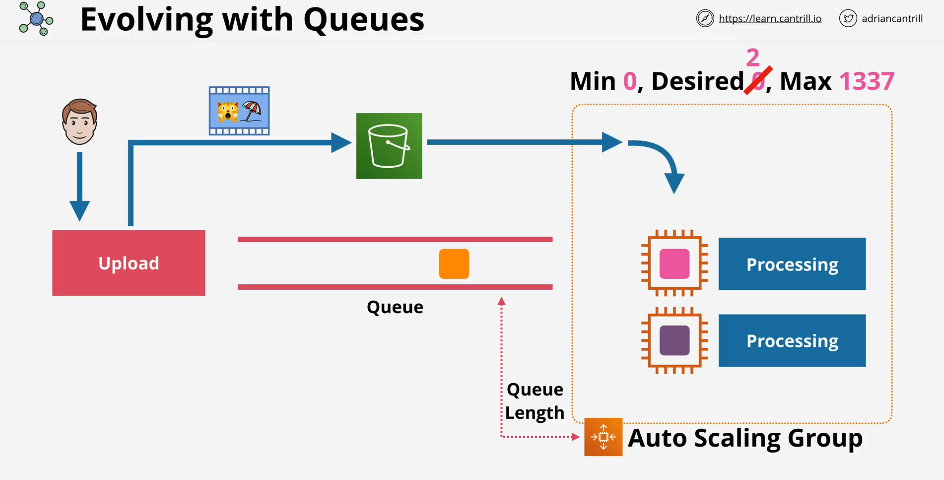 Evolving with Queues
https://learn.cantrill.io
adriancantrill
2
Min 0, Desired 0, Max 1337
Upload
Queue
Processing
Processing
Queue
Length
Auto Scaling Group